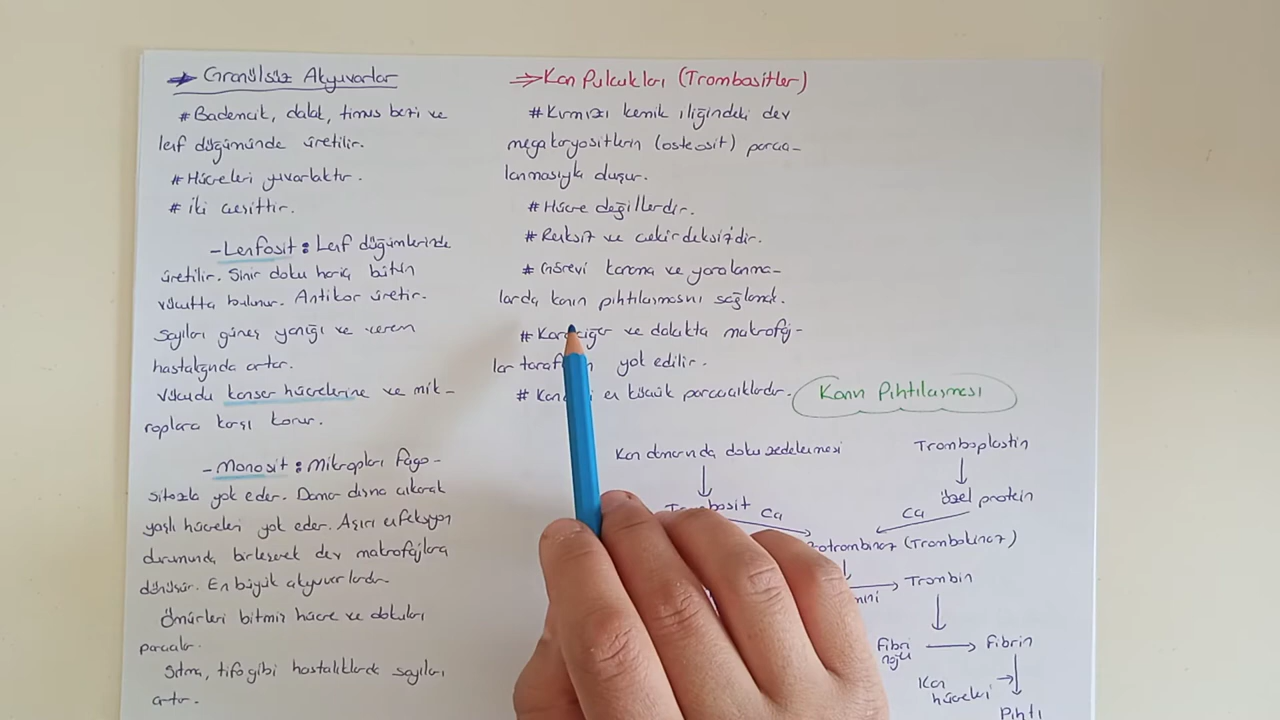 → Granülsüz Akyuvarlar
# Bademcik, dalak, timus bezi ve
lenf düğümünde üretilir.
# Hücreleri yuvarlaktır.
# İki çeşittir.
- Lenfosit : Lenf düğümlerinde
üretilir. Sinir doku hariç bütün
vücutta bulunur. Antikor üretir.
Sayıları güneş yanığı ve verem
hastalığında artar.
Vücudu kanser hücrelerine ve mik-
roplara karşı korur.
- Monosit : Mikropları fago-
sitozla yok eder. Damar dışına çıkarak
yaşlı hücreleri yok eder. Aşırı enfeksiyon
durumunda birleşerek dev makrofajlara
dönüşür. En büyük akyuvarlardır.
Ömürleri bitmiş hücre ve dokuları
parçalar.
Sıtma, tifo gibi hastalıklarda sayıları
artar.
⇒ Kan Pulcukları (Trombositler)
# Kırmızı kemik iliğindeki dev
megakaryositlerin (osteosit) parça-
lanmasıyla oluşur.
# Hücre değillerdir.
# Renksiz ve çekirdeksizdir.
# Görevi kanama ve yaralanma-
larda kanın pıhtılaşmasını sağlamak.
# Karaciğer ve dalakta makrofaj-
lar yok edilir.
# en küçük parçacıklardır.
Kanın Pıhtılaşması
Kan damarında doku zedelenmesi
Tromboplastin
↓
↓
Trombosit Ca
Ca özel protein
(Trombokinaz)
↓
→ Trombin
↓
Fibri
nojen → Fibrin
Kan
hücreleri → ↓
Pıhtı